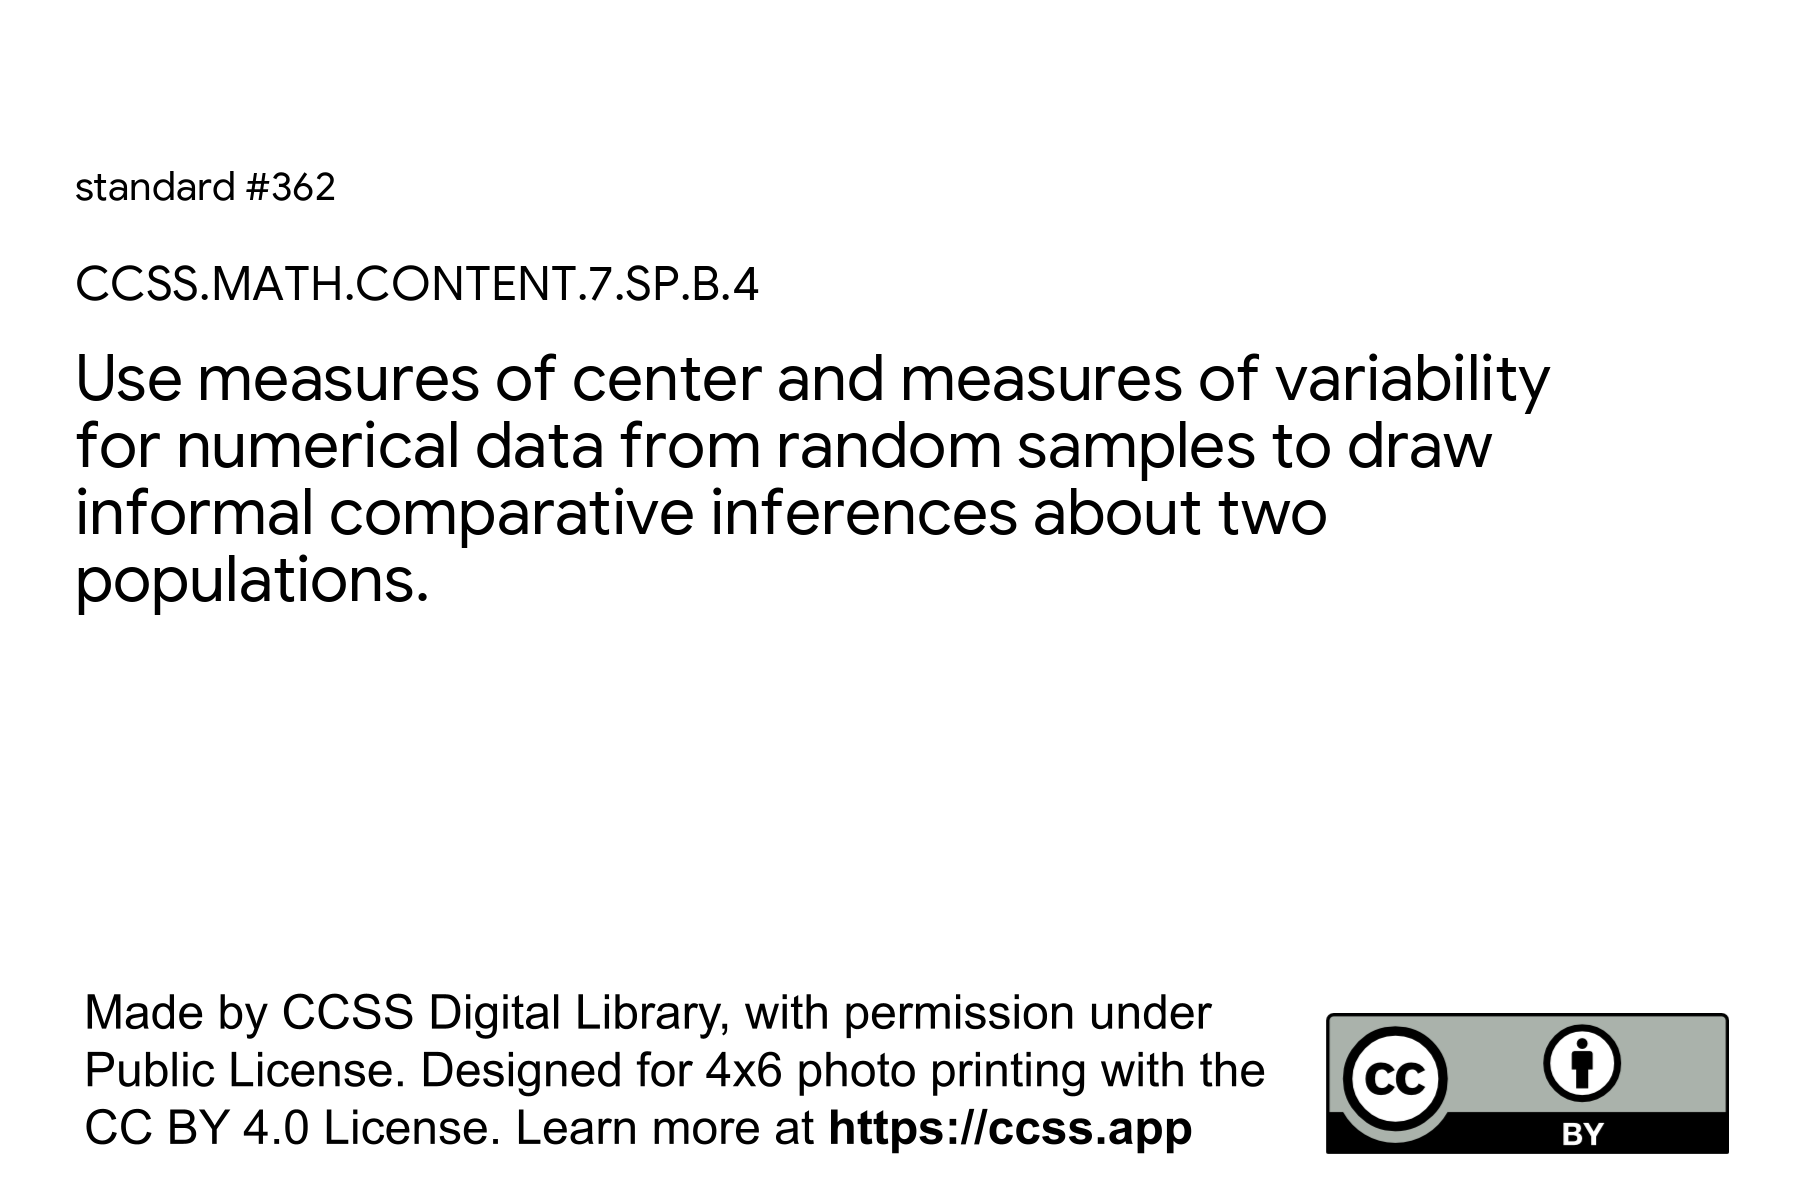 standard #362
CCSS.MATH.CONTENT.7.SP.B.4
Use measures of center and measures of variability
for numerical data from random samples to draw
informal comparative inferences about two
populations.
Made by CCSS Digital Library, with permission under
Public License. Designed for 4x6 photo printing with the
CC BY 4.0 License. Learn more at https://ccss.app
CC
BY